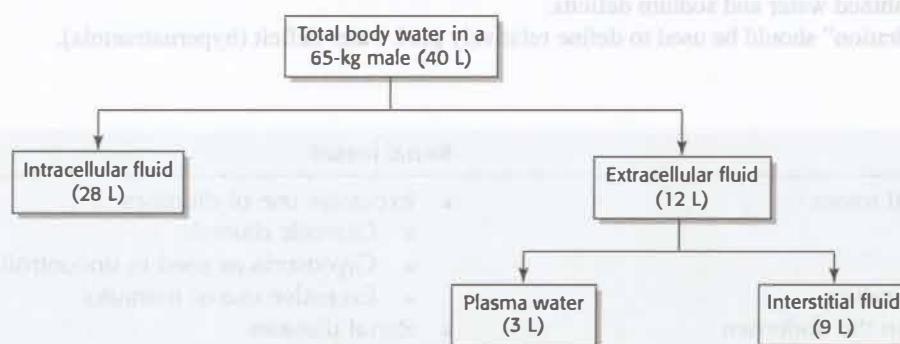 Total body water in a
65-kg male (40 L)
Intracellular fluid
(28 L)
Extracellular fluid
(12 L)
Plasma water
(3 L)
Interstitial fluid
(9 L)